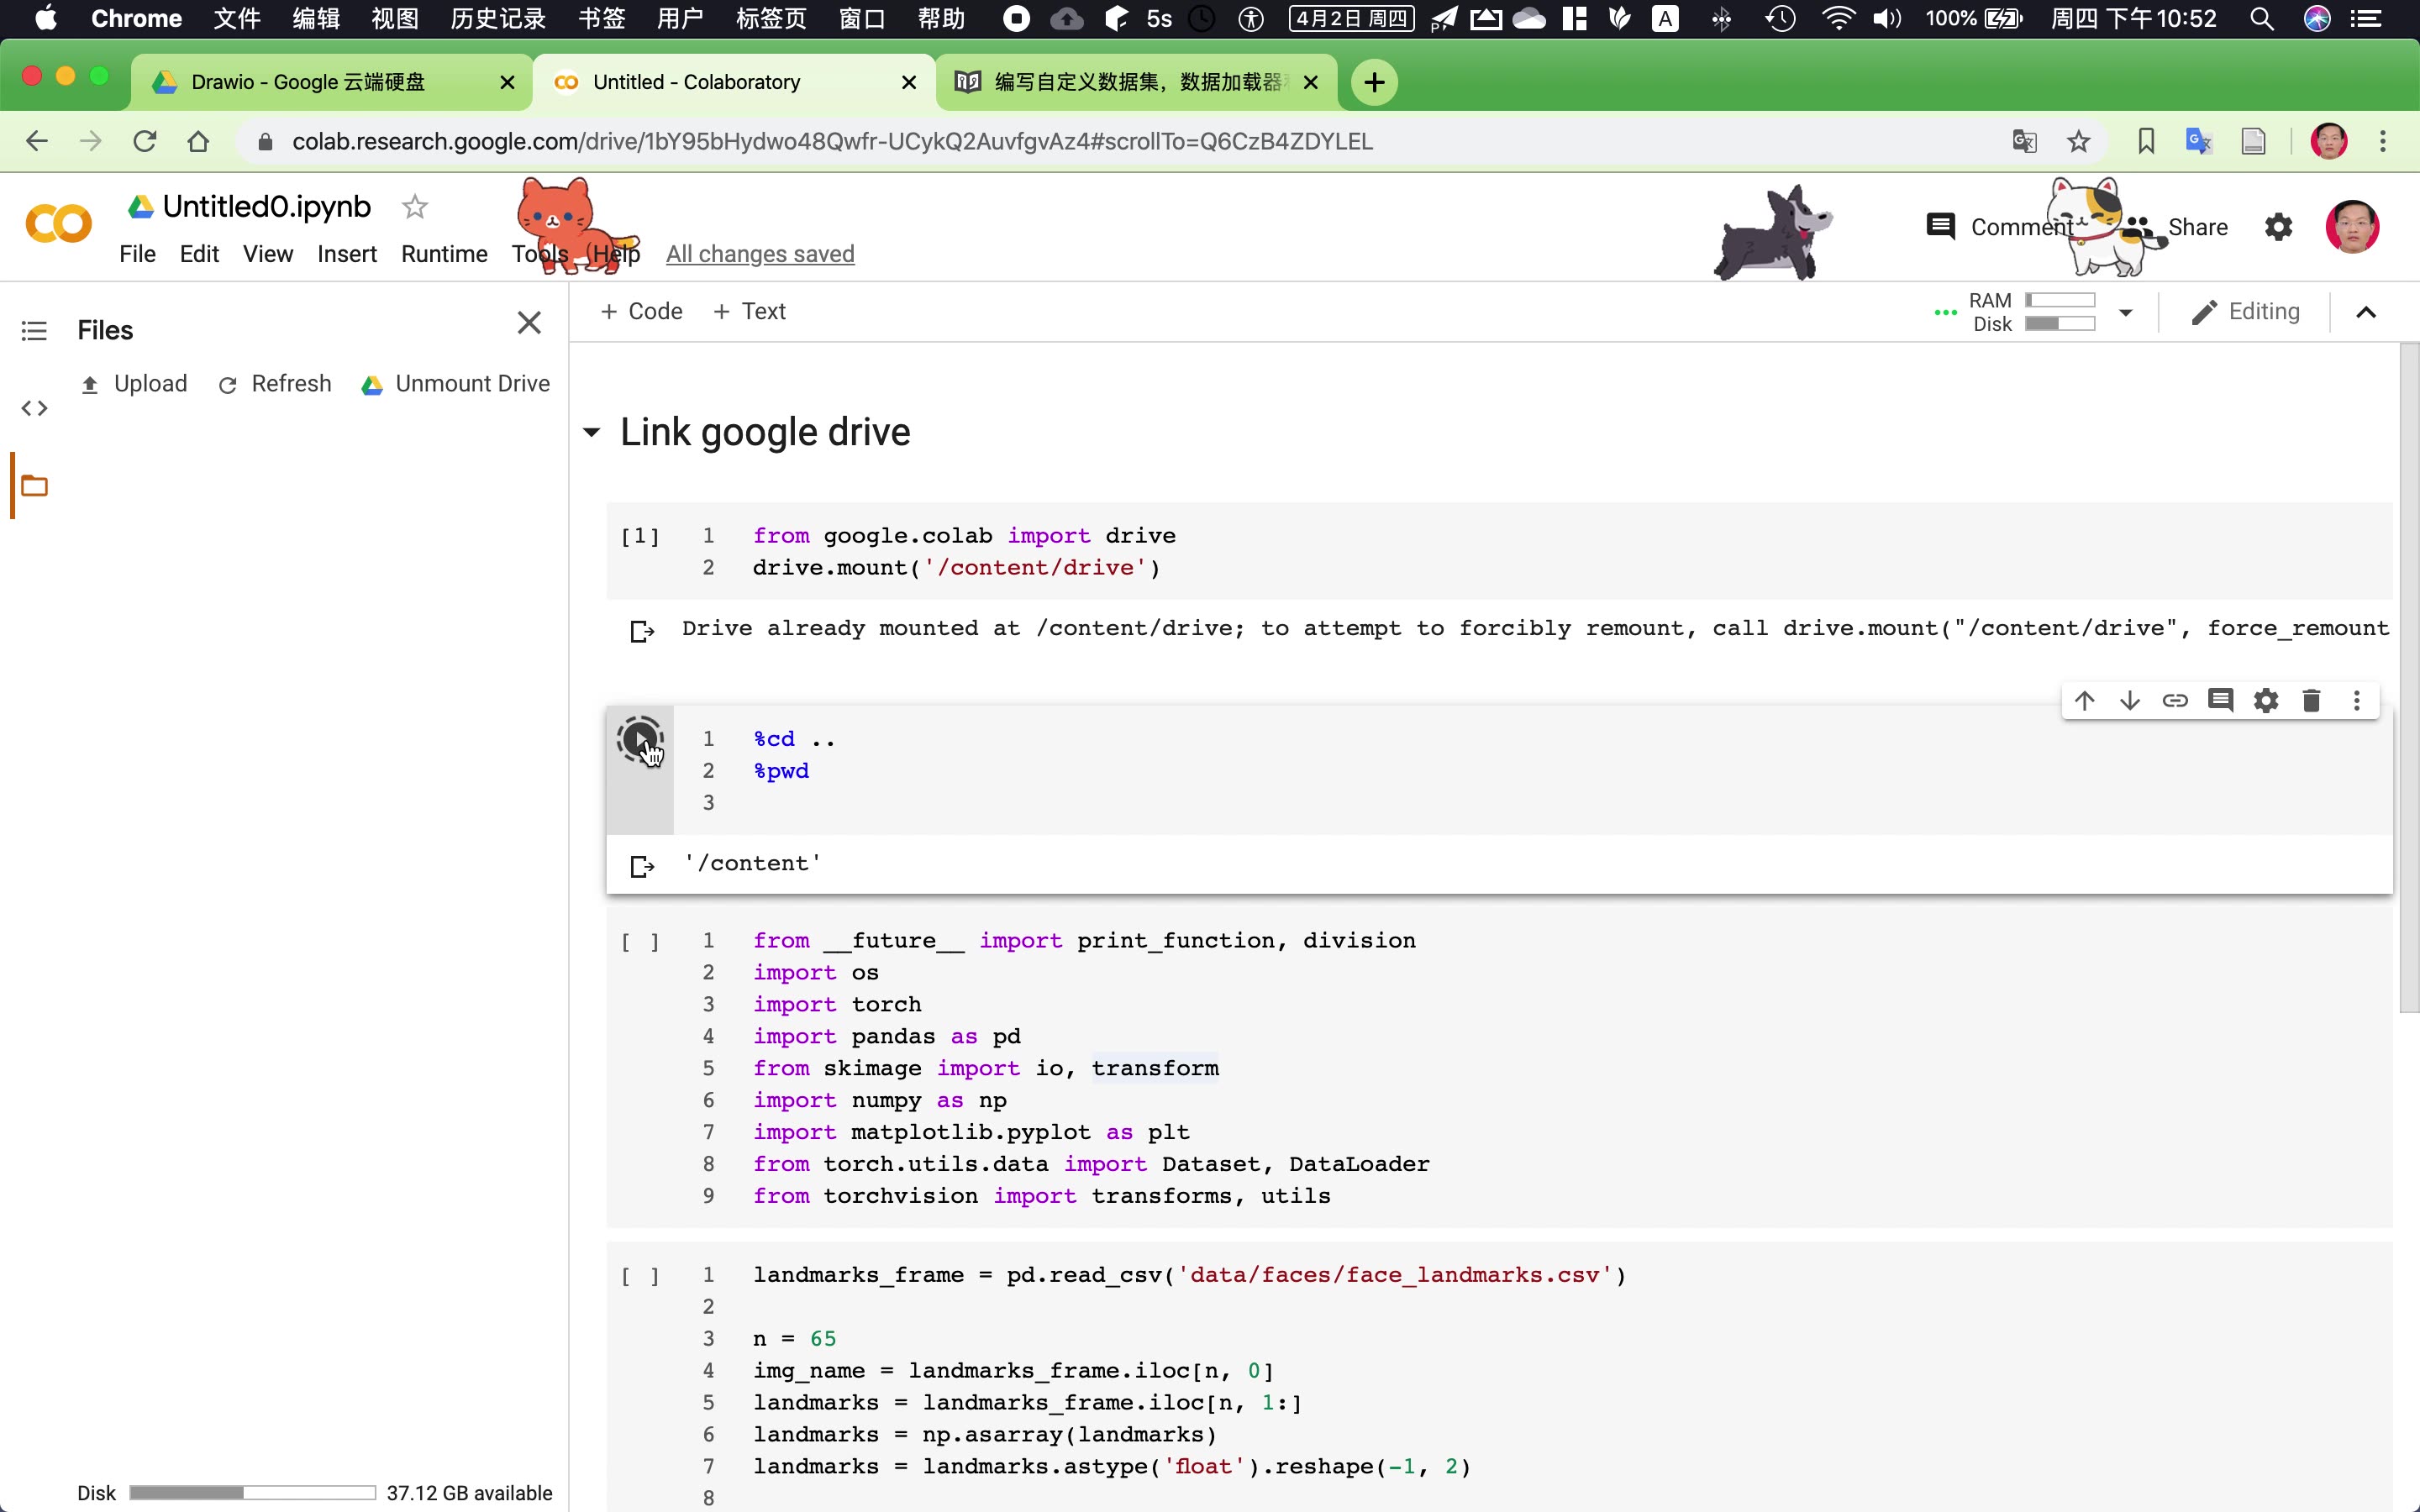 Chrome 文件 编辑 视图 历史记录 书签 用户 标签页 窗口 帮助 5s 4月2日 周四 A 100% 周四 下午10:52
Drawio - Google 云端硬盘
Untitled - Colaboratory
编写自定义数据集，数据加载器
colab.research.google.com/drive/1bY95bHydwo48Qwfr-UCykQ2AuvfgvAz4#scrollTo=Q6CzB4ZDYLEL
Untitled0.ipynb
Comment Share
File Edit View Insert Runtime Tools Help All changes saved
Files
Upload Refresh Unmount Drive
+ Code + Text
RAM
Disk
Editing
Link google drive
[1] 1 from google.colab import drive
2 drive.mount('/content/drive')
Drive already mounted at /content/drive; to attempt to forcibly remount, call drive.mount("/content/drive", force_remount
1 %cd ..
2 %pwd
3
'/content'
[ ] 1 from __future__ import print_function, division
2 import os
3 import torch
4 import pandas as pd
5 from skimage import io, transform
6 import numpy as np
7 import matplotlib.pyplot as plt
8 from torch.utils.data import Dataset, DataLoader
9 from torchvision import transforms, utils
[ ] 1 landmarks_frame = pd.read_csv('data/faces/face_landmarks.csv')
2
3 n = 65
4 img_name = landmarks_frame.iloc[n, 0]
5 landmarks = landmarks_frame.iloc[n, 1:]
6 landmarks = np.asarray(landmarks)
7 landmarks = landmarks.astype('float').reshape(-1, 2)
8
Disk 37.12 GB available